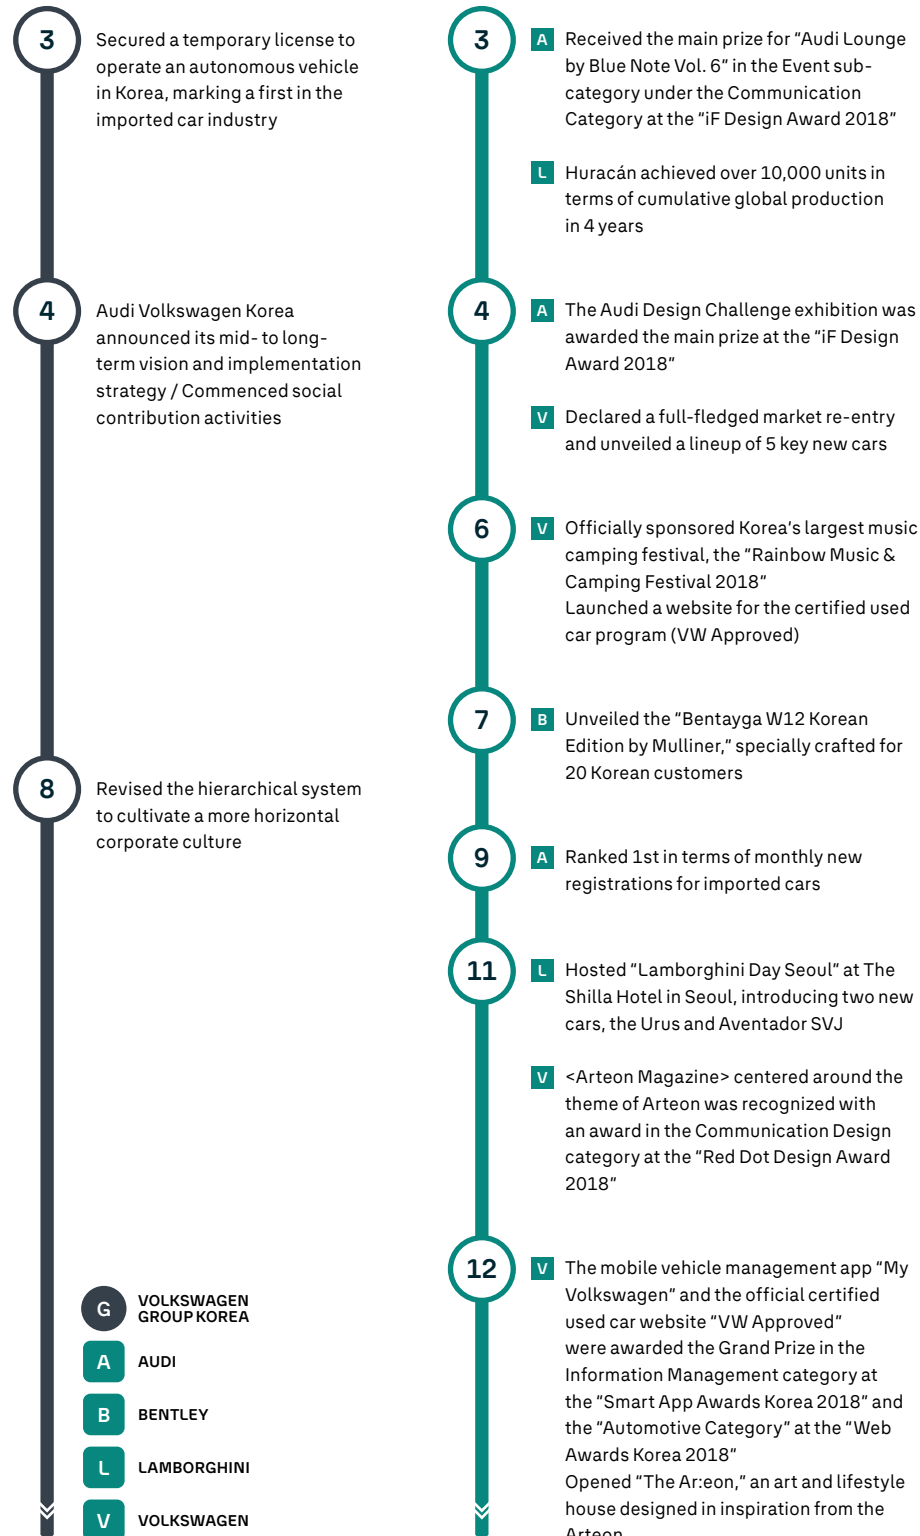 3
Secured a temporary license to
operate an autonomous vehicle
in Korea, marking a first in the
imported car industry
4
Audi Volkswagen Korea
announced its mid- to long-
term vision and implementation
strategy / Commenced social
contribution activities
8
Revised the hierarchical system
to cultivate a more horizontal
corporate culture
G
VOLKSWAGEN
GROUP KOREA
A
AUDI
B
BENTLEY
L
LAMBORGHINI
V
VOLKSWAGEN
3
A
Received the main prize for “Audi Lounge
by Blue Note Vol. 6” in the Event sub-
category under the Communication
Category at the “iF Design Award 2018”
L
Huracán achieved over 10,000 units in
terms of cumulative global production
in 4 years
4
A
The Audi Design Challenge exhibition was
awarded the main prize at the “iF Design
Award 2018”
V
Declared a full-fledged market re-entry
and unveiled a lineup of 5 key new cars
6
V
Officially sponsored Korea’s largest music
camping festival, the “Rainbow Music &
Camping Festival 2018”
Launched a website for the certified used
car program (VW Approved)
7
B
Unveiled the “Bentayga W12 Korean
Edition by Mulliner,” specially crafted for
20 Korean customers
9
A
Ranked 1st in terms of monthly new
registrations for imported cars
11
L
Hosted “Lamborghini Day Seoul” at The
Shilla Hotel in Seoul, introducing two new
cars, the Urus and Aventador SVJ
V
<Arteon Magazine> centered around the
theme of Arteon was recognized with
an award in the Communication Design
category at the “Red Dot Design Award
2018”
12
V
The mobile vehicle management app “My
Volkswagen” and the official certified
used car website “VW Approved”
were awarded the Grand Prize in the
Information Management category at
the “Smart App Awards Korea 2018” and
the “Automotive Category” at the “Web
Awards Korea 2018”
Opened “The Ar:eon,” an art and lifestyle
house designed in inspiration from the
Arteon